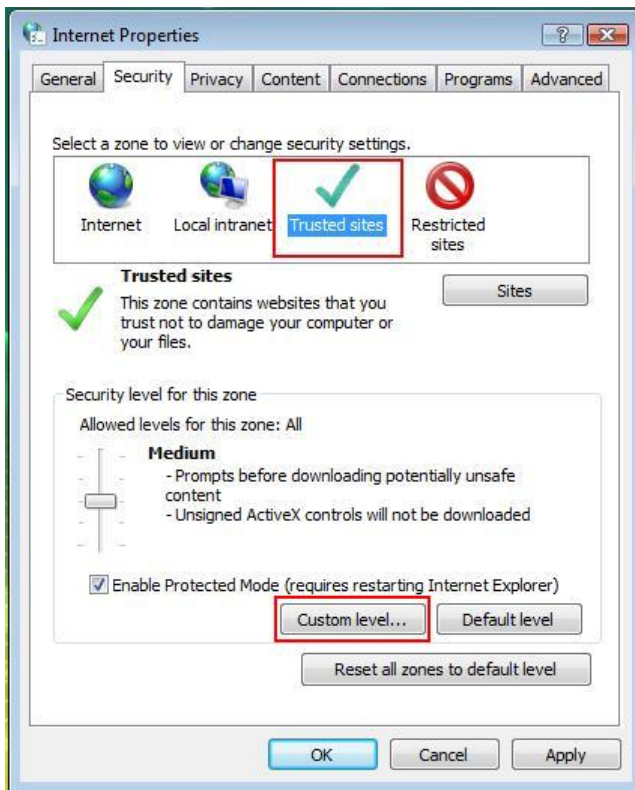 Internet Properties
General Security Privacy Content Connections Programs Advanced
Select a zone to view or change security settings.
Internet Local intranet Trusted sites Restricted
sites
Trusted sites
Sites
This zone contains websites that you
trust not to damage your computer or
your files.
Security level for this zone
Allowed levels for this zone: All
Medium
- Prompts before downloading potentially unsafe
content
- Unsigned ActiveX controls will not be downloaded
Enable Protected Mode (requires restarting Internet Explorer)
Custom level... Default level
Reset all zones to default level
OK Cancel Apply